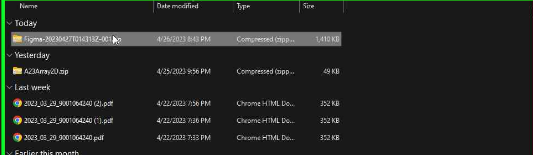 Name Date modified Type Size
Today
Figma-20230427T014313Z-001.zip 4/26/2023 8:43 PM Compressed (zipp... 1,410 KB
Yesterday
A23Array2D.zip 4/25/2023 9:56 PM Compressed (zipp... 49 KB
Last week
2023_03_29_9001064240 (2).pdf 4/22/2023 7:56 PM Chrome HTML Do... 352 KB
2023_03_29_9001064240 (1).pdf 4/22/2023 7:36 PM Chrome HTML Do... 352 KB
2023_03_29_9001064240.pdf 4/22/2023 7:33 PM Chrome HTML Do... 352 KB
Earlier this month